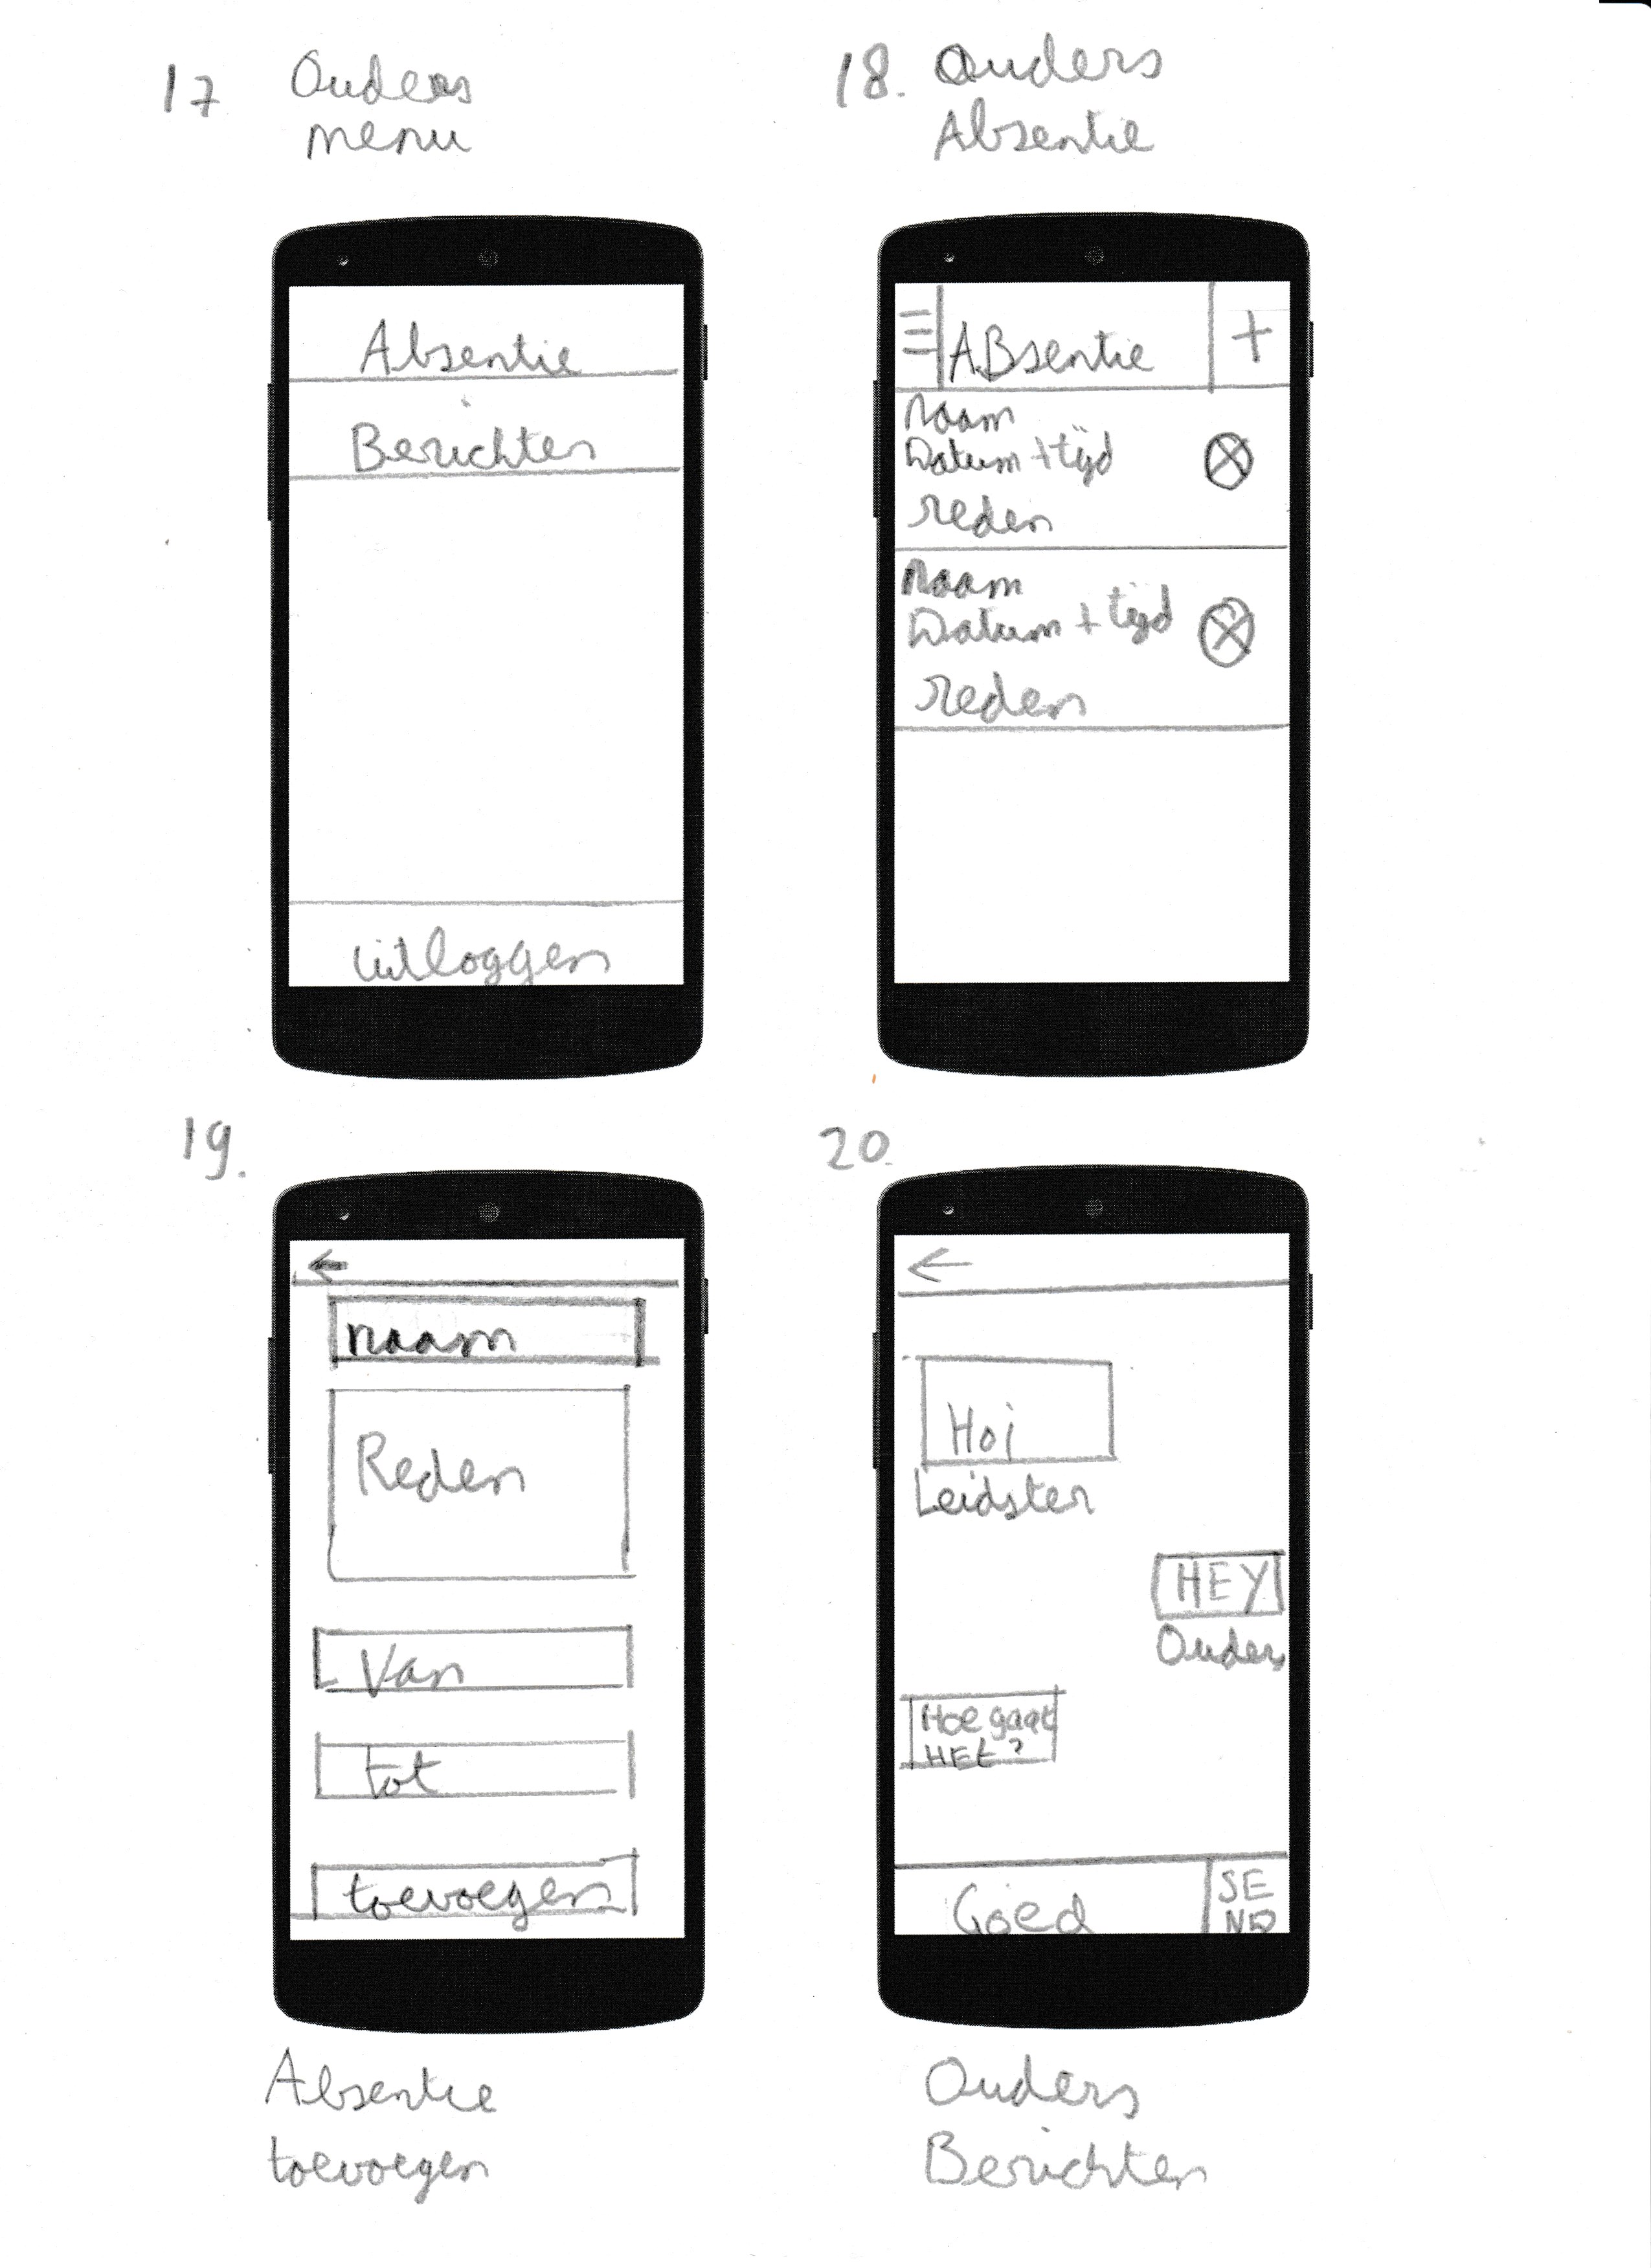 17 Ouders
menu
18. Ouders
Absentie
Absentie
Berichten
uitloggen
ABsentie +
Naam
Datum + tijd
reden
Naam
Datum + tijd
reden
19.
naam
Reden
Van
tot
toevoegen
Absentie
toevoegen
20.
Hoi
Leidster
HEY
Ouders
Hoe gaat
HEt?
Goed
SE
ND
Ouders
Berichten